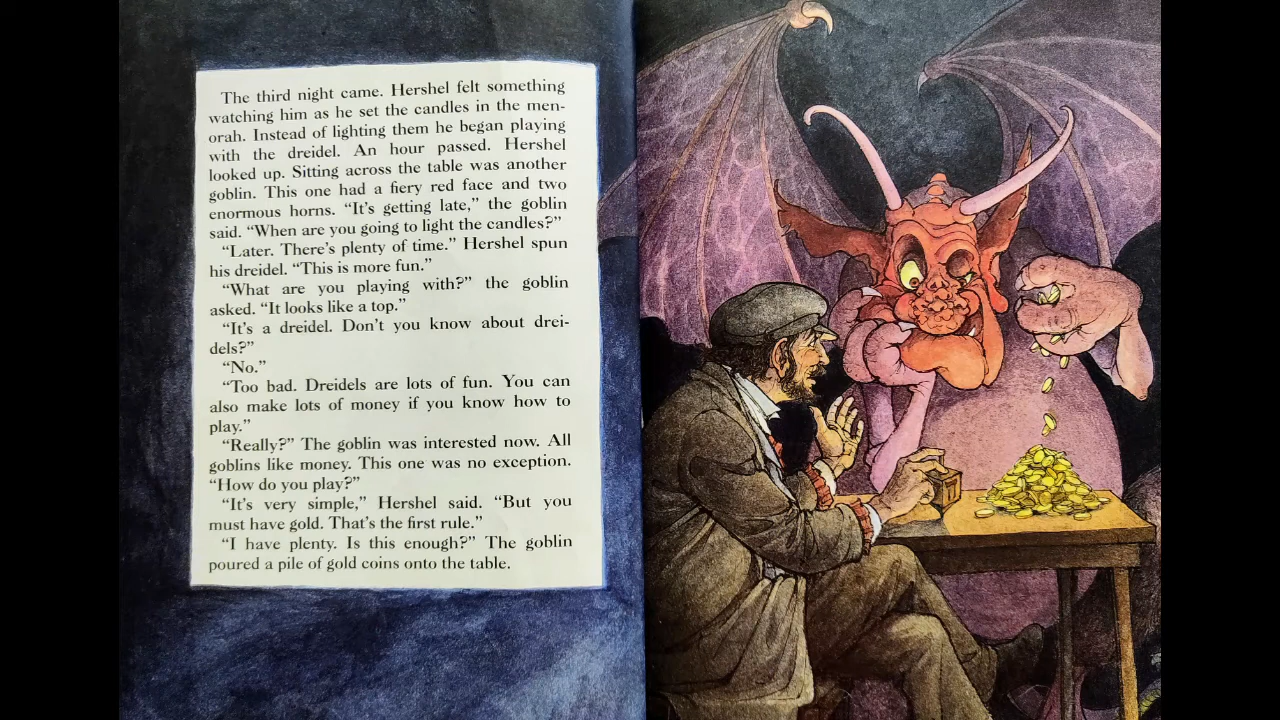 The third night came. Hershel felt something
watching him as he set the candles in the men-
orah. Instead of lighting them he began playing
with the dreidel. An hour passed. Hershel
looked up. Sitting across the table was another
goblin. This one had a fiery red face and two
enormous horns. “It’s getting late,” the goblin
said. “When are you going to light the candles?”
“Later. There’s plenty of time.” Hershel spun
his dreidel. “This is more fun.”
“What are you playing with?” the goblin
asked. “It looks like a top.”
“It’s a dreidel. Don’t you know about drei-
dels?”
“No.”
“Too bad. Dreidels are lots of fun. You can
also make lots of money if you know how to
play.”
“Really?” The goblin was interested now. All
goblins like money. This one was no exception.
“How do you play?”
“It’s very simple,” Hershel said. “But you
must have gold. That’s the first rule.”
“I have plenty. Is this enough?” The goblin
poured a pile of gold coins onto the table.